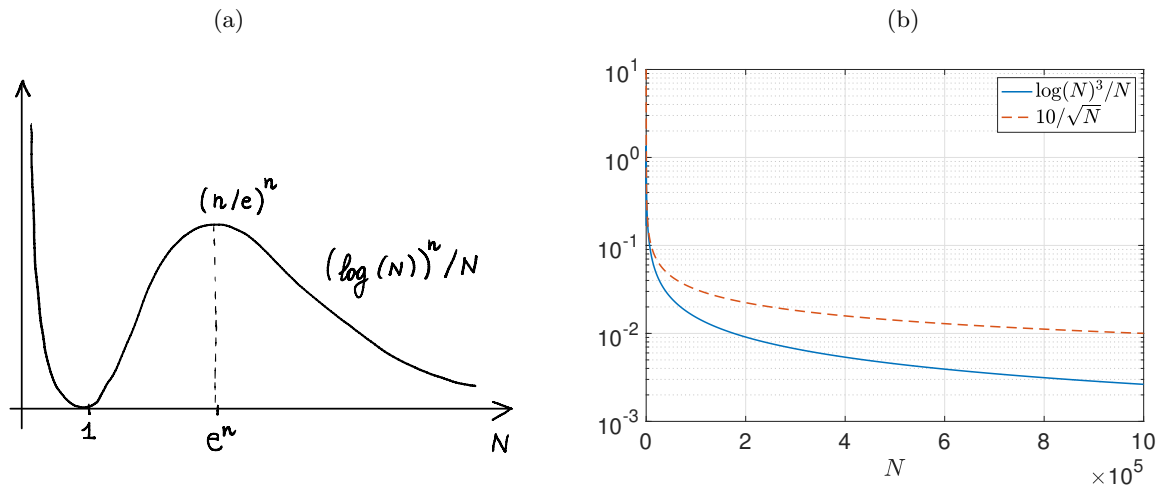 (a)
(n/e)^n
(log(N))^n/N
1
e^n
N
(b)
10^1
10^0
10^-1
10^-2
10^-3
log(N)^3/N
10/√N
0 2 4 6 8 10
N
×10^5